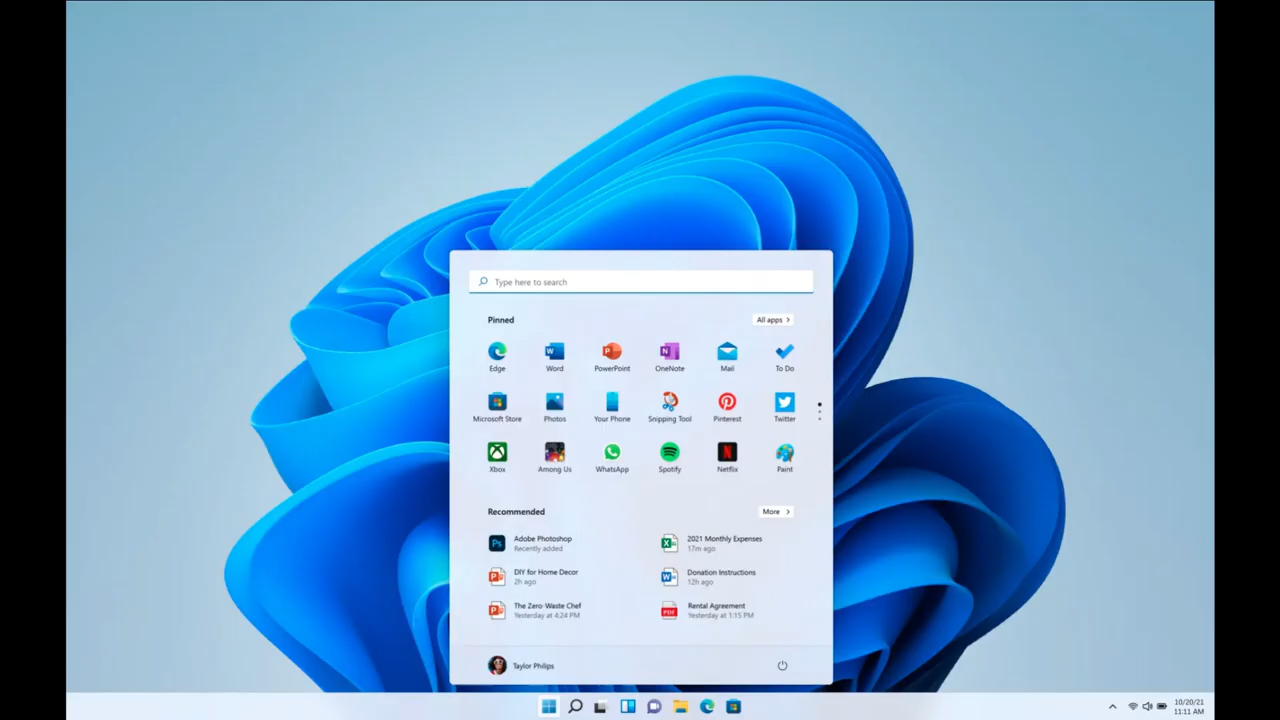 Type here to search
Pinned
All apps
Edge
Word
PowerPoint
OneNote
Mail
To Do
Microsoft Store
Photos
Your Phone
Snipping Tool
Pinterest
Twitter
Xbox
Among Us
WhatsApp
Spotify
Netflix
Paint
Recommended
More
Ps
Adobe Photoshop
Recently added
2021 Monthly Expenses
17m ago
DIY for Home Decor
2h ago
Donation Instructions
12h ago
The Zero-Waste Chef
Yesterday at 4:24 PM
PDF
Rental Agreement
Yesterday at 1:15 PM
Taylor Philips
10/20/21
11:11 AM